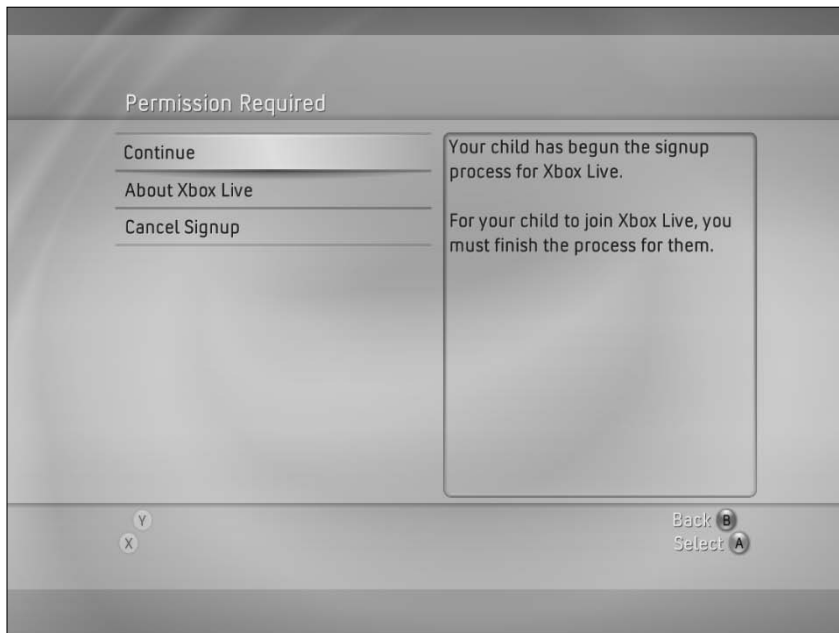 Permission Required
Continue
About Xbox Live
Cancel Signup
Your child has begun the signup
process for Xbox Live.
For your child to join Xbox Live, you
must finish the process for them.
Y
X
Back B
Select A